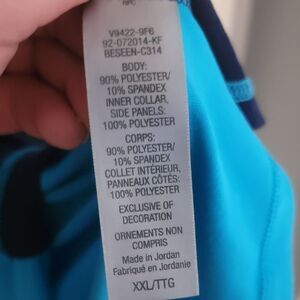 RPC
V9422-9F6
92-072014-KF
BESEEN-C314
BODY:
90% POLYESTER/
10% SPANDEX
INNER COLLAR,
SIDE PANELS:
100% POLYESTER
CORPS:
90% POLYESTER/
10% SPANDEX
COLLET INTÉRIEUR,
PANNEAUX CÔTÉS:
100% POLYESTER
EXCLUSIVE OF
DECORATION
ORNEMENTS NON
COMPRIS
Made in Jordan
Fabriqué en Jordanie
XXL/TTG